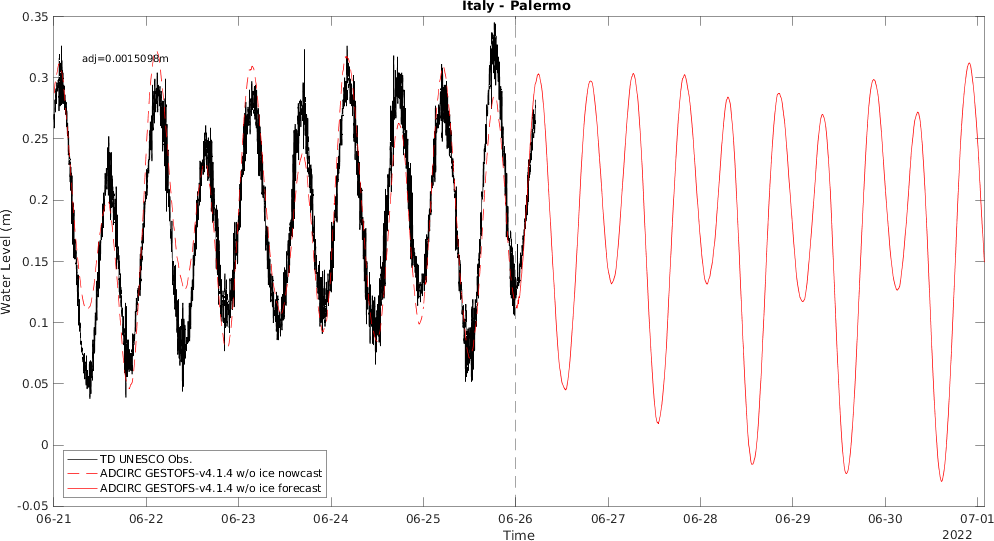 Italy - Palermo
adj=0.0015098m
Water Level (m)
0.35
0.3
0.25
0.2
0.15
0.1
0.05
0
-0.05
TD UNESCO Obs.
ADCIRC GESTOFS-v4.1.4 w/o ice nowcast
ADCIRC GESTOFS-v4.1.4 w/o ice forecast
06-21 06-22 06-23 06-24 06-25 06-26 06-27 06-28 06-29 06-30 07-01
Time
2022